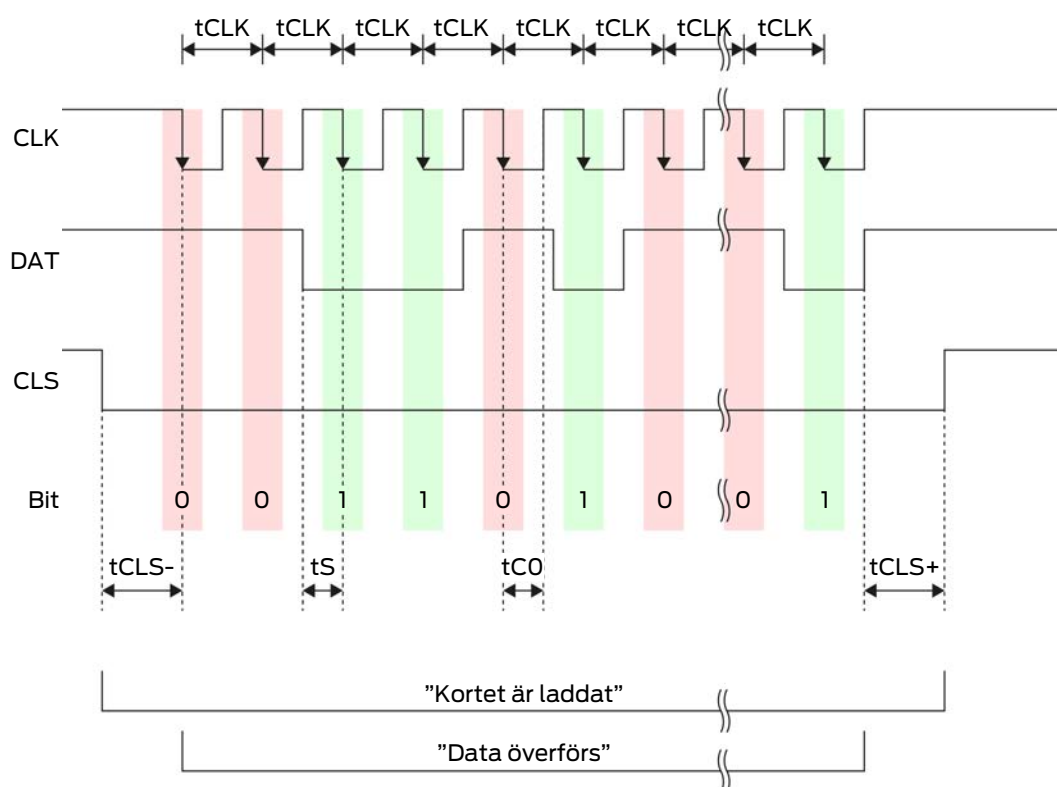 tCLK tCLK tCLK tCLK tCLK tCLK tCLK tCLK
CLK
DAT
CLS
Bit 0 0 1 1 0 1 0 0 1
tCLS- tS tC0 tCLS+
”Kortet är laddat”
”Data överförs”